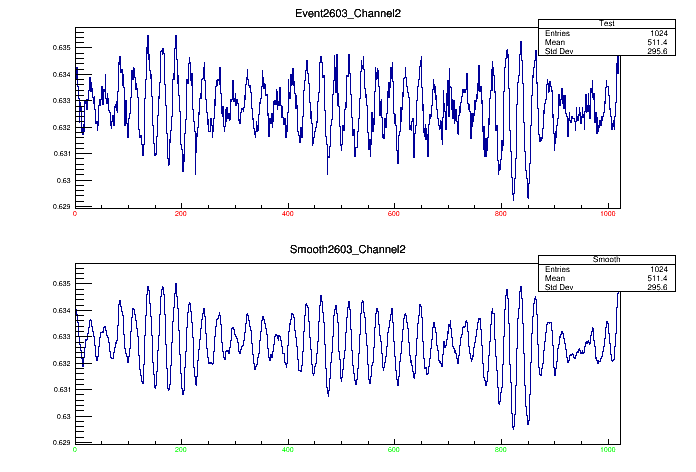 Event2603_Channel2
Test
Entries 1024
Mean 511.4
Std Dev 295.6
0.635
0.634
0.633
0.632
0.631
0.63
0.629
0 200 400 600 800 1000
Smooth2603_Channel2
Smooth
Entries 1024
Mean 511.4
Std Dev 295.6
0.635
0.634
0.633
0.632
0.631
0.63
0.629
0 200 400 600 800 1000